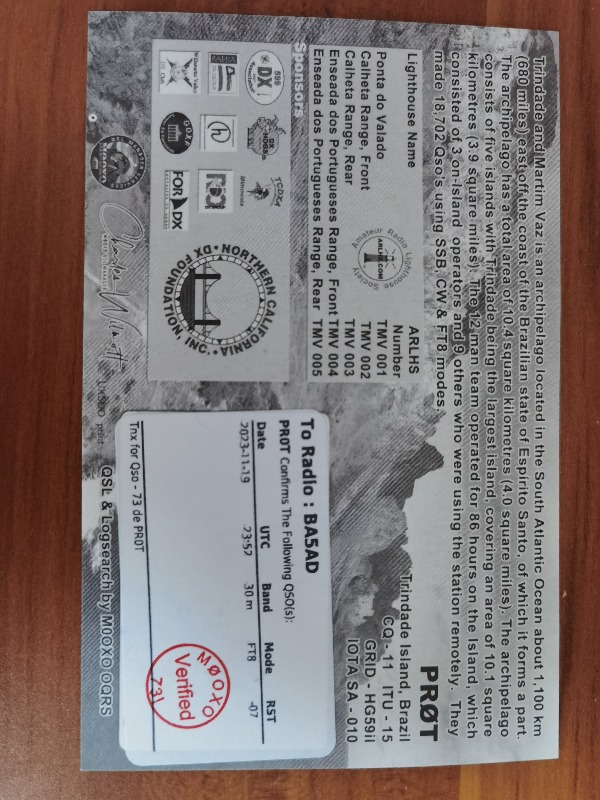 Trindade and Martim Vaz is an archipelago located in the South Atlantic Ocean about 1,100 km
(680 miles) east off the coast of the Brazilian state of Espirito Santo, of which it forms a part.
The archipelago has a total area of 10.4 square kilometres (4.0 square miles). The archipelago
consists of five islands with Trindade being the largest island, covering an area of 10.1 square
kilometres (3.9 square miles). The 12 man team operated for 86 hours on the Island, which
consisted of 3 on-Island operators and 9 others who were using the station remotely. They
made 18,702 Qso's using SSB, CW & FT8 modes
Lighthouse Name
ARLHS
Number
Ponta do Valado TMV 001
Calheta Range, Front TMV 002
Calheta Range, Rear TMV 003
Enseada dos Portugueses Range, Front TMV 004
Enseada dos Portugueses Range, Rear TMV 005
Amateur Radio Lighthouse Society
ARLHS.COM
PRØT
Trindade Island, Brazil
CQ - 11 ITU - 15
GRID - HG59il
IOTA SA - 010
Sponsors
NORTHERN CALIFORNIA
DX FOUNDATION, INC.
FOR DX
GDXF
M0OXO
Charles Wilmott
To Radio : BA5AD
PR0T Confirms The Following QSO(s):
Date UTC Band Mode RST
2023-11-19 23:52 30 m FT8 -07
Tnx for Qso - 73 de PR0T
MØOXO
Verified
73!
QSL & Logsearch by M0OXO OQRS